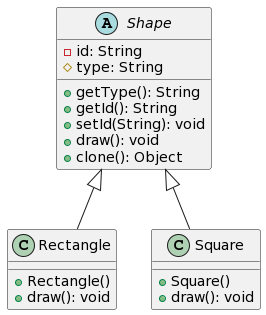 A Shape
id: String
type: String
getType(): String
getId(): String
setId(String): void
draw(): void
clone(): Object
C Rectangle
C Square
Rectangle()
draw(): void
Square()
draw(): void